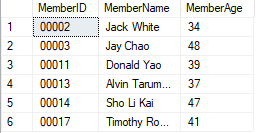 MemberID MemberName MemberAge
1 00002 Jack White 34
2 00003 Jay Chao 48
3 00011 Donald Yao 39
4 00013 Alvin Tarum... 37
5 00014 Sho Li Kai 47
6 00017 Timothy Ro... 41